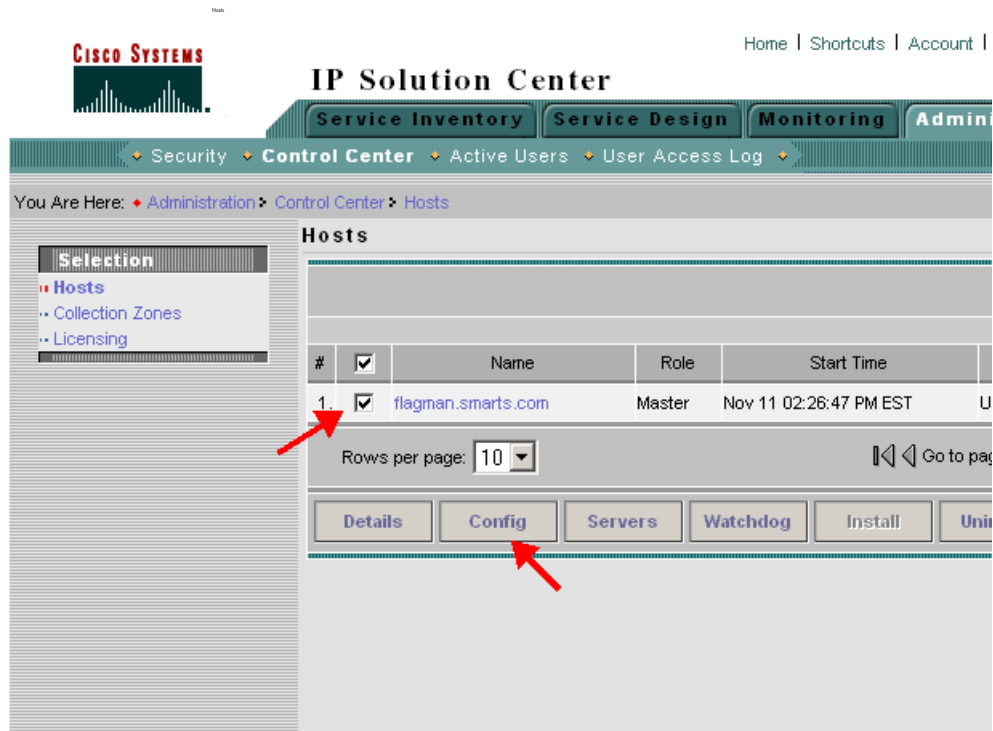 Hosts
CISCO SYSTEMS
Home | Shortcuts | Account |
IP Solution Center
Service Inventory Service Design Monitoring Admini
Security Control Center Active Users User Access Log
You Are Here: Administration Control Center Hosts
Hosts
Selection
Hosts
Collection Zones
Licensing
# Name Role Start Time
1. flagman.smarts.com Master Nov 11 02:26:47 PM EST U
Rows per page: 10 Go to pag
Details Config Servers Watchdog Install Unin